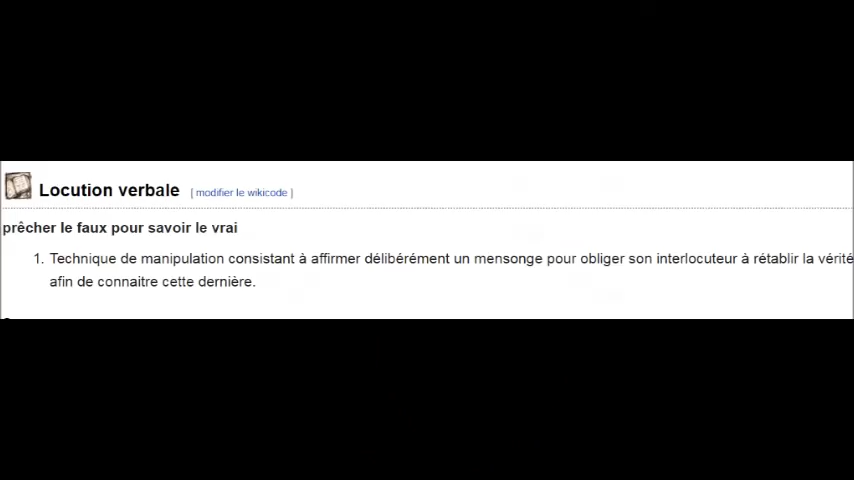 Locution verbale [ modifier le wikicode ]
prêcher le faux pour savoir le vrai
1. Technique de manipulation consistant à affirmer délibérément un mensonge pour obliger son interlocuteur à rétablir la vérité
afin de connaitre cette dernière.